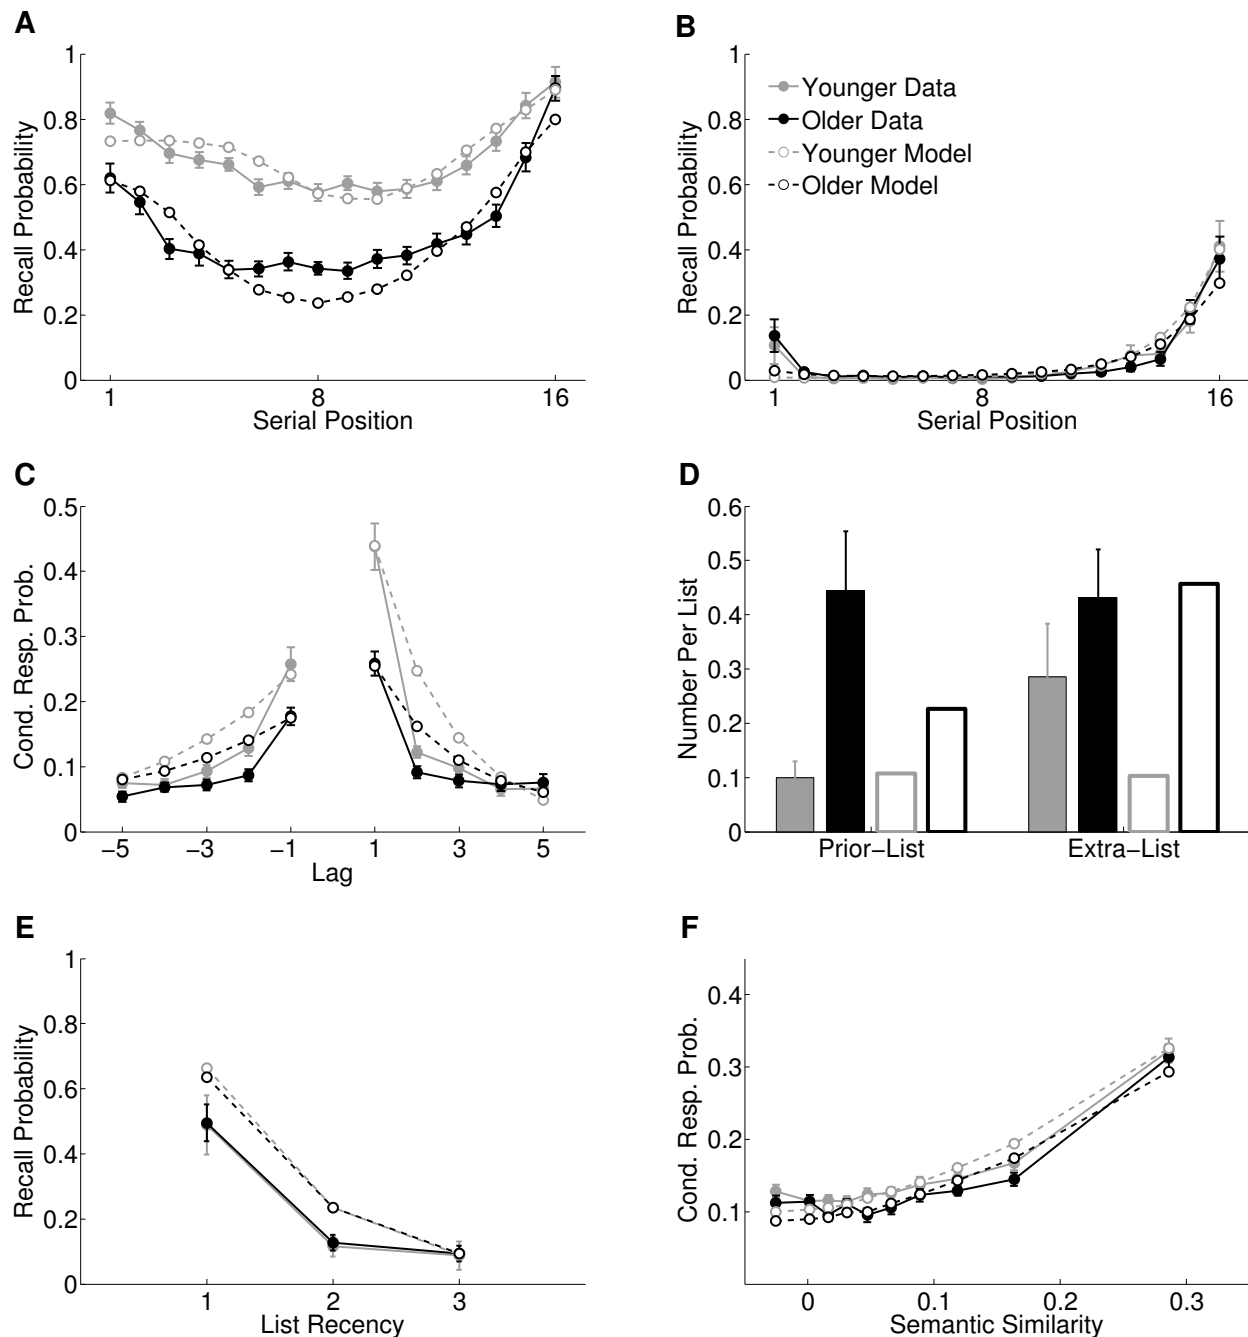 A
1
0.8
0.6
0.4
0.2
0
Recall Probability
1 8 16
Serial Position
B
1
0.8
0.6
0.4
0.2
0
Recall Probability
Younger Data
Older Data
Younger Model
Older Model
1 8 16
Serial Position
C
0.5
0.4
0.3
0.2
0.1
0
Cond. Resp. Prob.
−5 −3 −1 1 3 5
Lag
D
0.6
0.5
0.4
0.3
0.2
0.1
0
Number Per List
Prior−List Extra−List
E
1
0.8
0.6
0.4
0.2
0
Recall Probability
1 2 3
List Recency
F
0.4
0.3
0.2
0.1
Cond. Resp. Prob.
0 0.1 0.2 0.3
Semantic Similarity